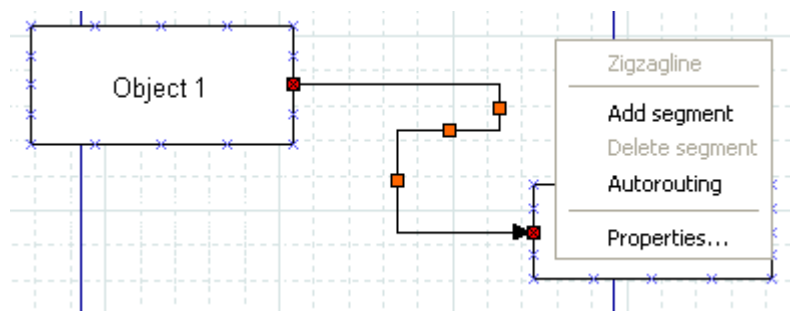 Object 1
Zigzagline
Add segment
Delete segment
Autorouting
Properties...